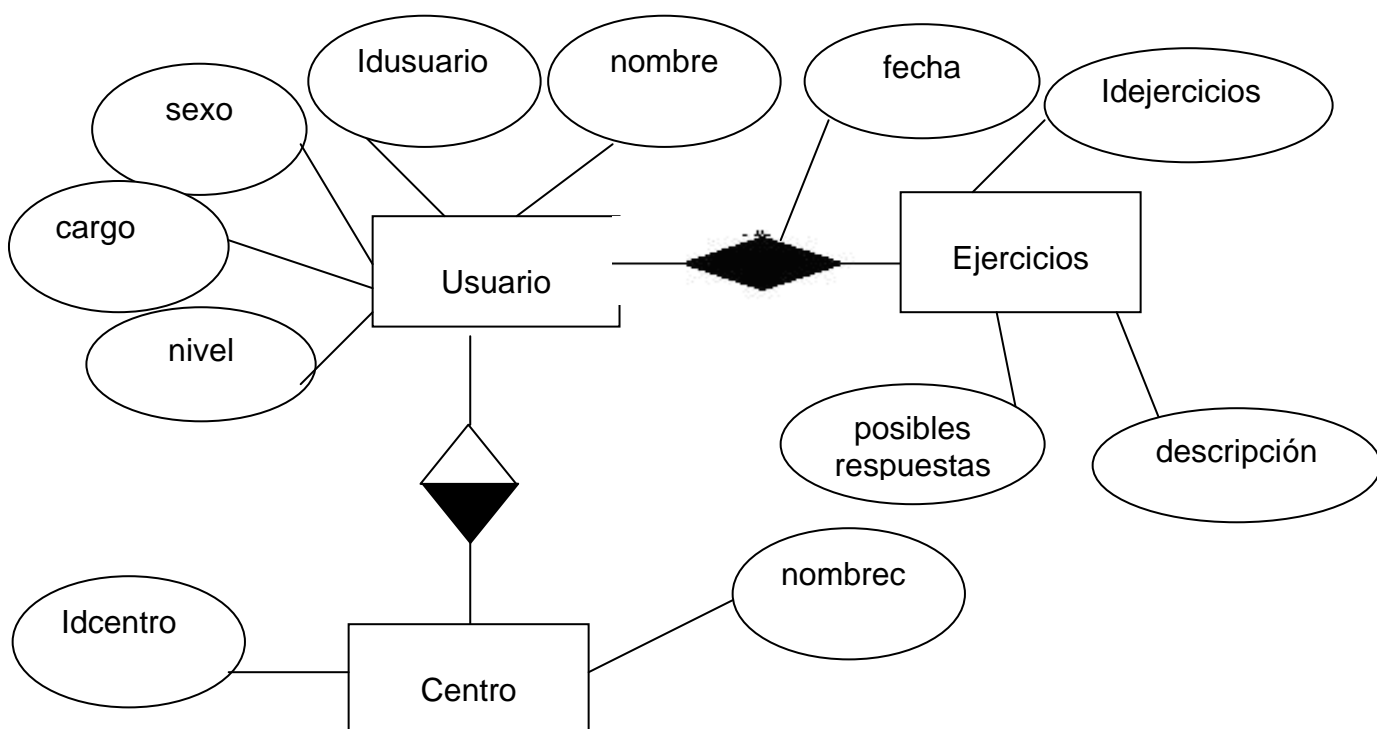 Idusuario
nombre
fecha
Idejercicios
sexo
cargo
Usuario
Ejercicios
nivel
posibles
respuestas
descripción
nombrec
Idcentro
Centro